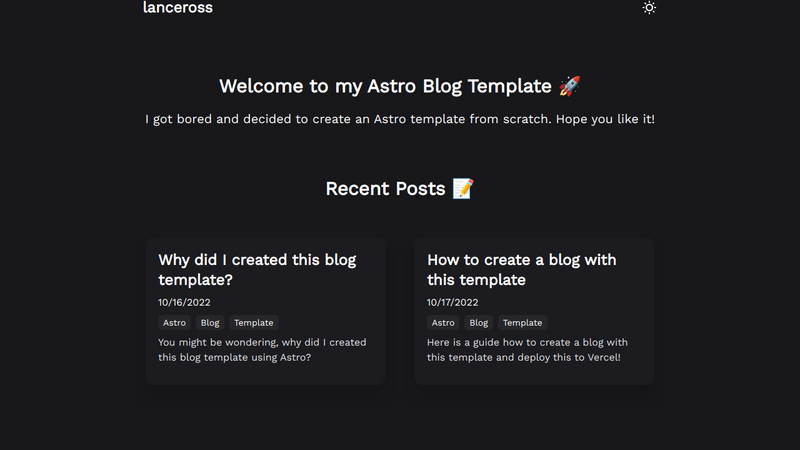 lanceross
Welcome to my Astro Blog Template 🚀
I got bored and decided to create an Astro template from scratch. Hope you like it!
Recent Posts 📝
Why did I created this blog
template?
10/16/2022
Astro Blog Template
You might be wondering, why did I created
this blog template using Astro?
How to create a blog with
this template
10/17/2022
Astro Blog Template
Here is a guide how to create a blog with
this template and deploy this to Vercel!